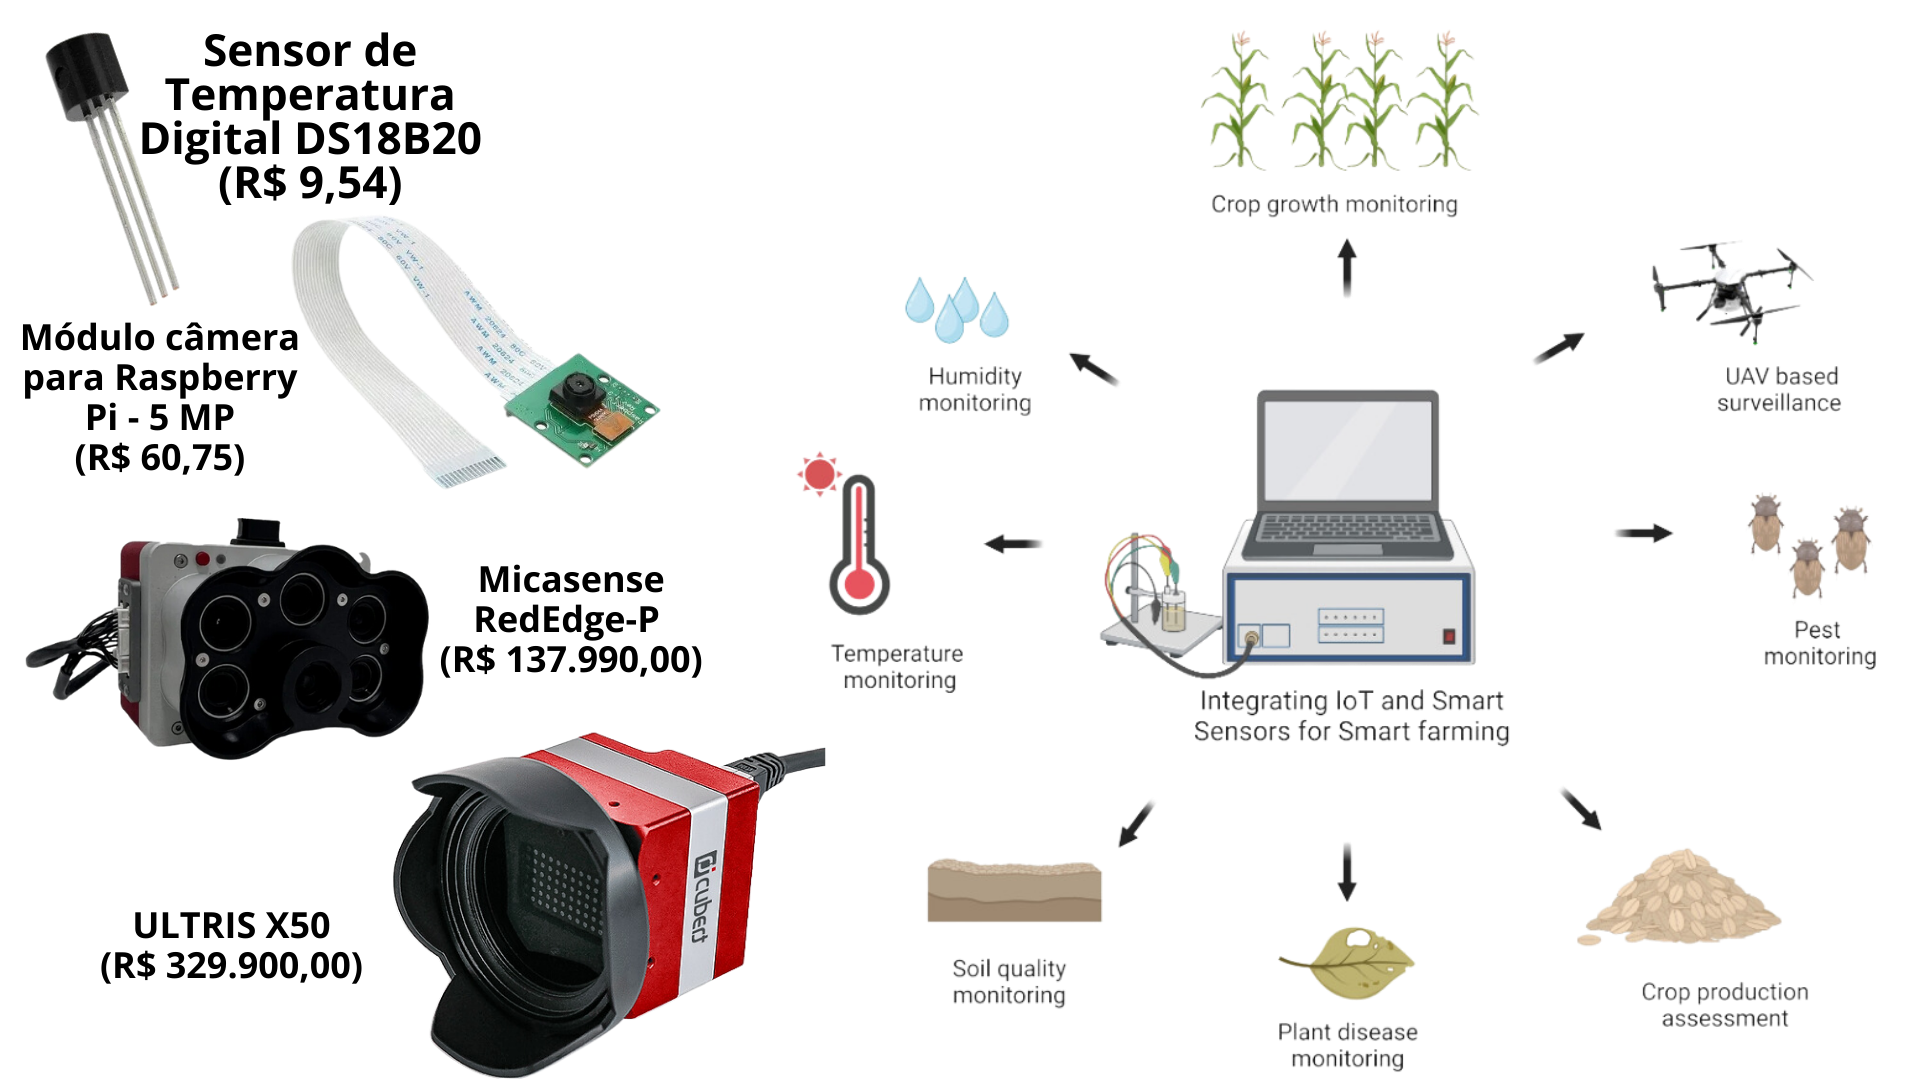 Sensor de
Temperatura
Digital DS18B20
(R$ 9,54)
Módulo câmera
para Raspberry
Pi - 5 MP
(R$ 60,75)
Micasense
RedEdge-P
(R$ 137.990,00)
cubert
ULTRIS X50
(R$ 329.900,00)
Crop growth monitoring
Humidity
monitoring
UAV based
surveillance
Temperature
monitoring
Pest
monitoring
Integrating IoT and Smart
Sensors for Smart farming
Soil quality
monitoring
Plant disease
monitoring
Crop production
assessment